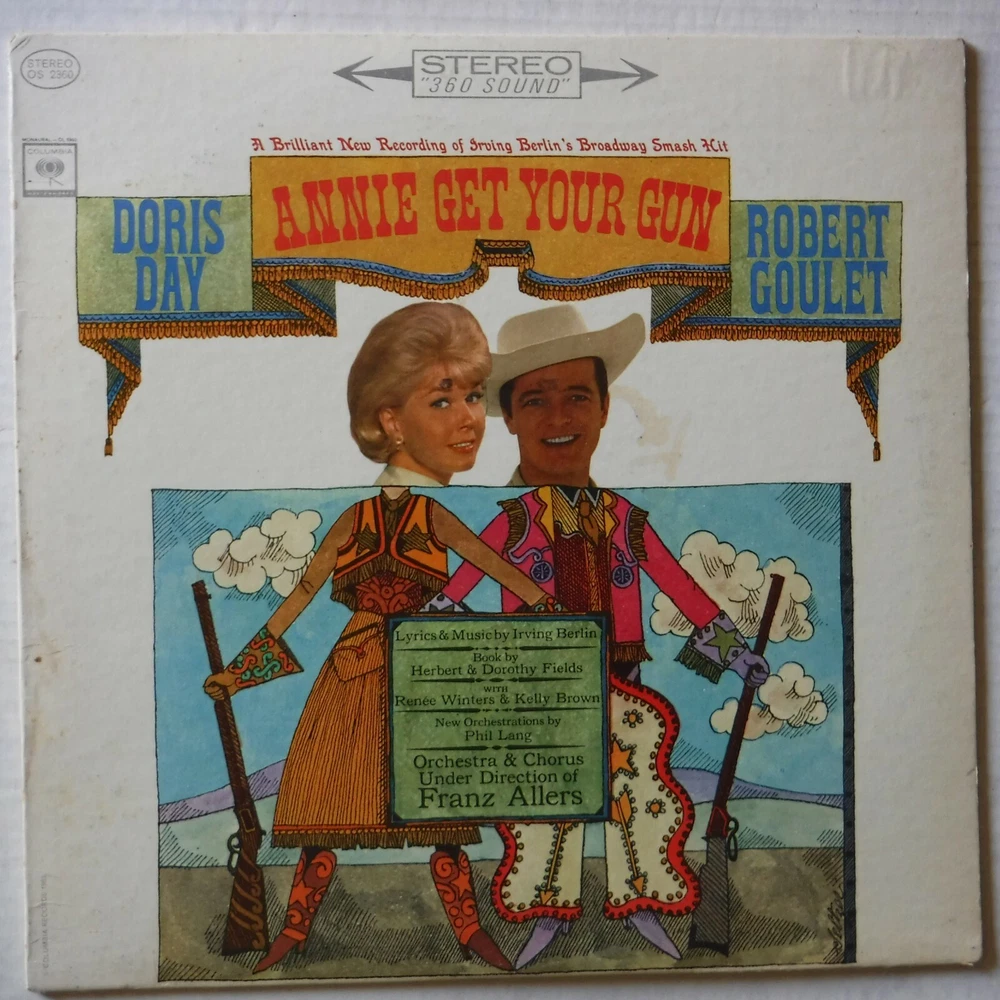 STEREO
OS 2360
STEREO
"360 SOUND"
COLUMBIA
A Brilliant New Recording of Irving Berlin's Broadway Smash Hit
ANNIE GET YOUR GUN
DORIS
DAY
ROBERT
GOULET
Lyrics & Music by Irving Berlin
Book by
Herbert & Dorothy Fields
WITH
Renée Winters & Kelly Brown
New Orchestrations by
Phil Lang
Orchestra & Chorus
Under Direction of
Franz Allers